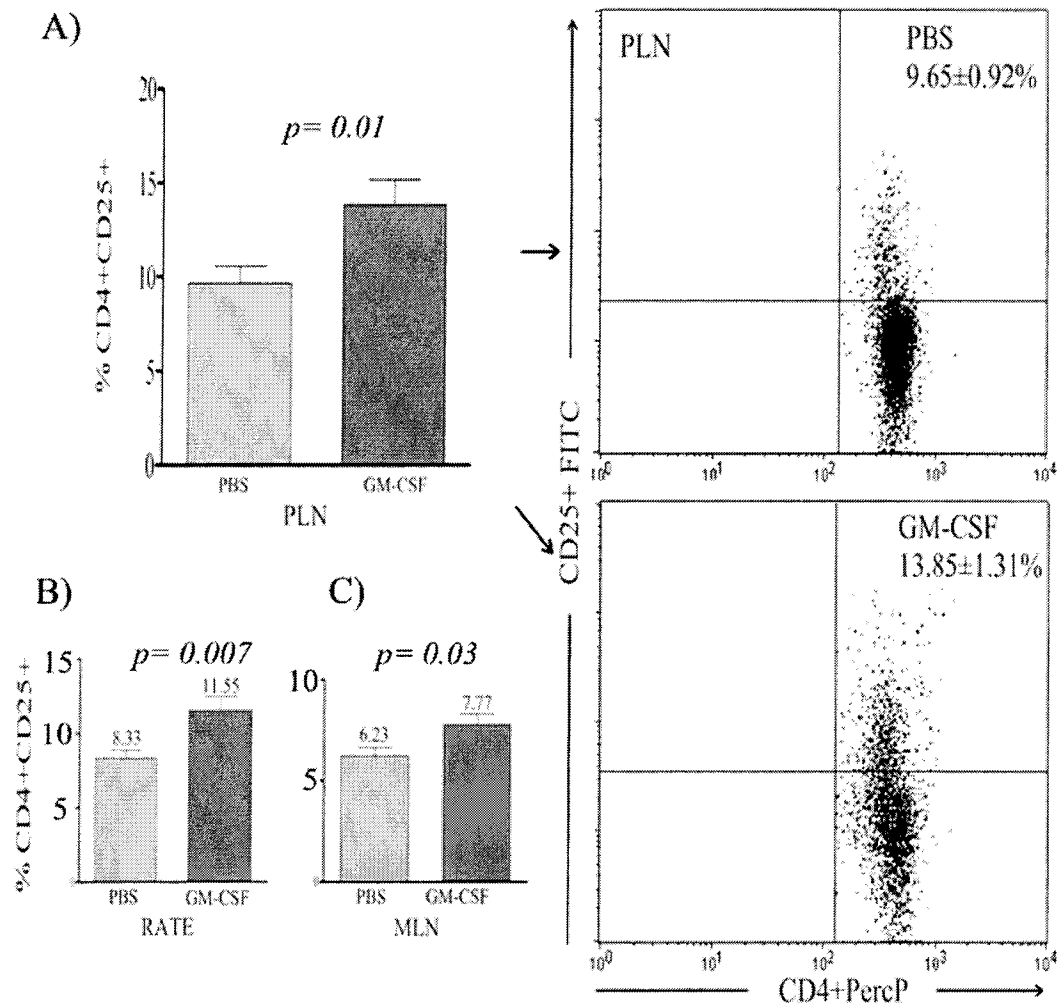 A)
% CD4+CD25+
20
15
10
5
0
p= 0.01
PBS
GM-CSF
PLN
B)
% CD4+CD25+
15
10
5
p= 0.007
8.33
11.55
PBS
GM-CSF
RATE
C)
10
5
p= 0.03
6.23
7.77
PBS
GM-CSF
MLN
CD25+ FITC
PLN
PBS
9.65±0.92%
10⁰
10¹
10²
10³
10⁴
GM-CSF
13.85±1.31%
10⁰
10¹
10²
10³
10⁴
CD4+PercP